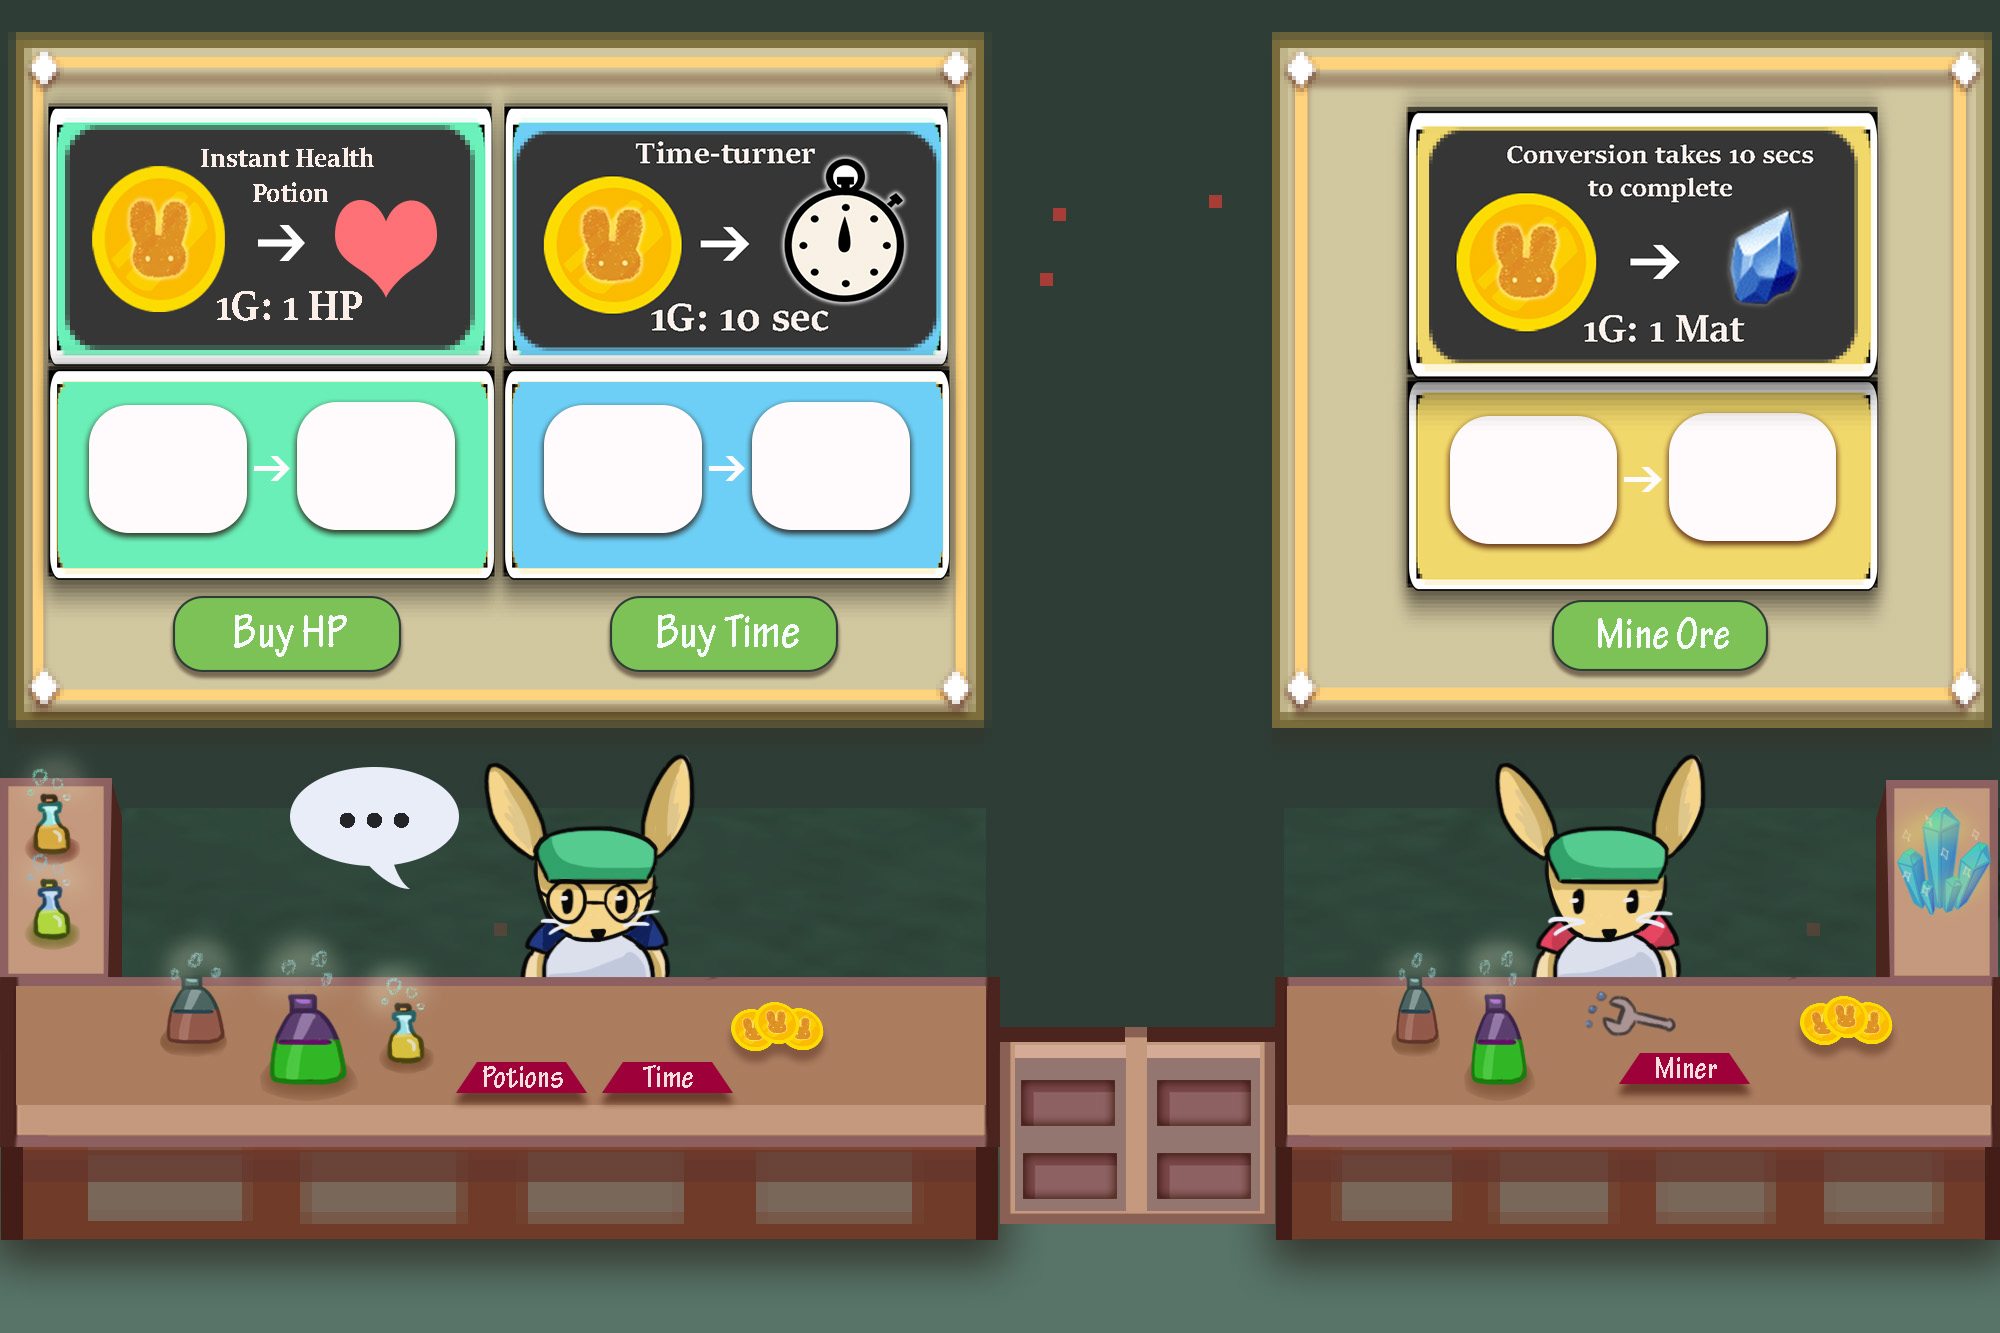 Instant Health
Potion
1G: 1 HP
Time-turner
1G: 10 sec
Conversion takes 10 secs
to complete
1G: 1 Mat
Buy HP
Buy Time
Mine Ore
Potions
Time
Miner